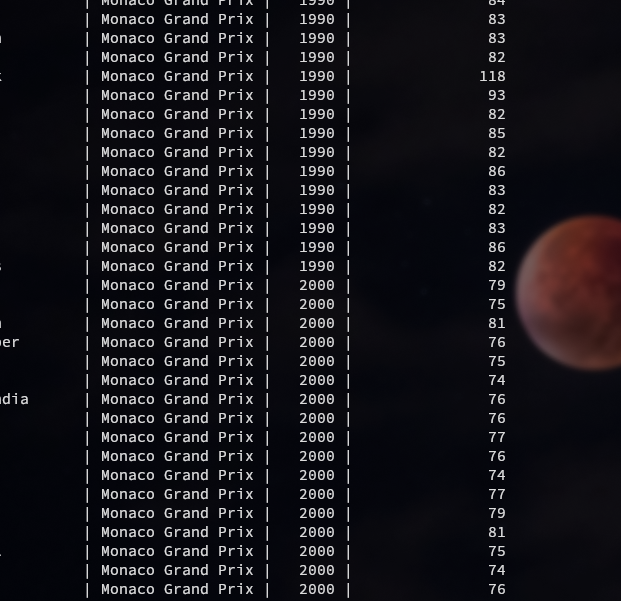 | Monaco Grand Prix | 1990 | 84
| Monaco Grand Prix | 1990 | 83
| Monaco Grand Prix | 1990 | 83
| Monaco Grand Prix | 1990 | 82
| Monaco Grand Prix | 1990 | 118
| Monaco Grand Prix | 1990 | 93
| Monaco Grand Prix | 1990 | 82
| Monaco Grand Prix | 1990 | 85
| Monaco Grand Prix | 1990 | 82
| Monaco Grand Prix | 1990 | 86
| Monaco Grand Prix | 1990 | 83
| Monaco Grand Prix | 1990 | 82
| Monaco Grand Prix | 1990 | 83
| Monaco Grand Prix | 1990 | 86
s | Monaco Grand Prix | 1990 | 82
| Monaco Grand Prix | 2000 | 79
| Monaco Grand Prix | 2000 | 75
| Monaco Grand Prix | 2000 | 81
per | Monaco Grand Prix | 2000 | 76
| Monaco Grand Prix | 2000 | 75
| Monaco Grand Prix | 2000 | 74
ndia | Monaco Grand Prix | 2000 | 76
| Monaco Grand Prix | 2000 | 76
| Monaco Grand Prix | 2000 | 77
| Monaco Grand Prix | 2000 | 76
| Monaco Grand Prix | 2000 | 74
| Monaco Grand Prix | 2000 | 77
| Monaco Grand Prix | 2000 | 79
| Monaco Grand Prix | 2000 | 81
| Monaco Grand Prix | 2000 | 75
| Monaco Grand Prix | 2000 | 74
| Monaco Grand Prix | 2000 | 76